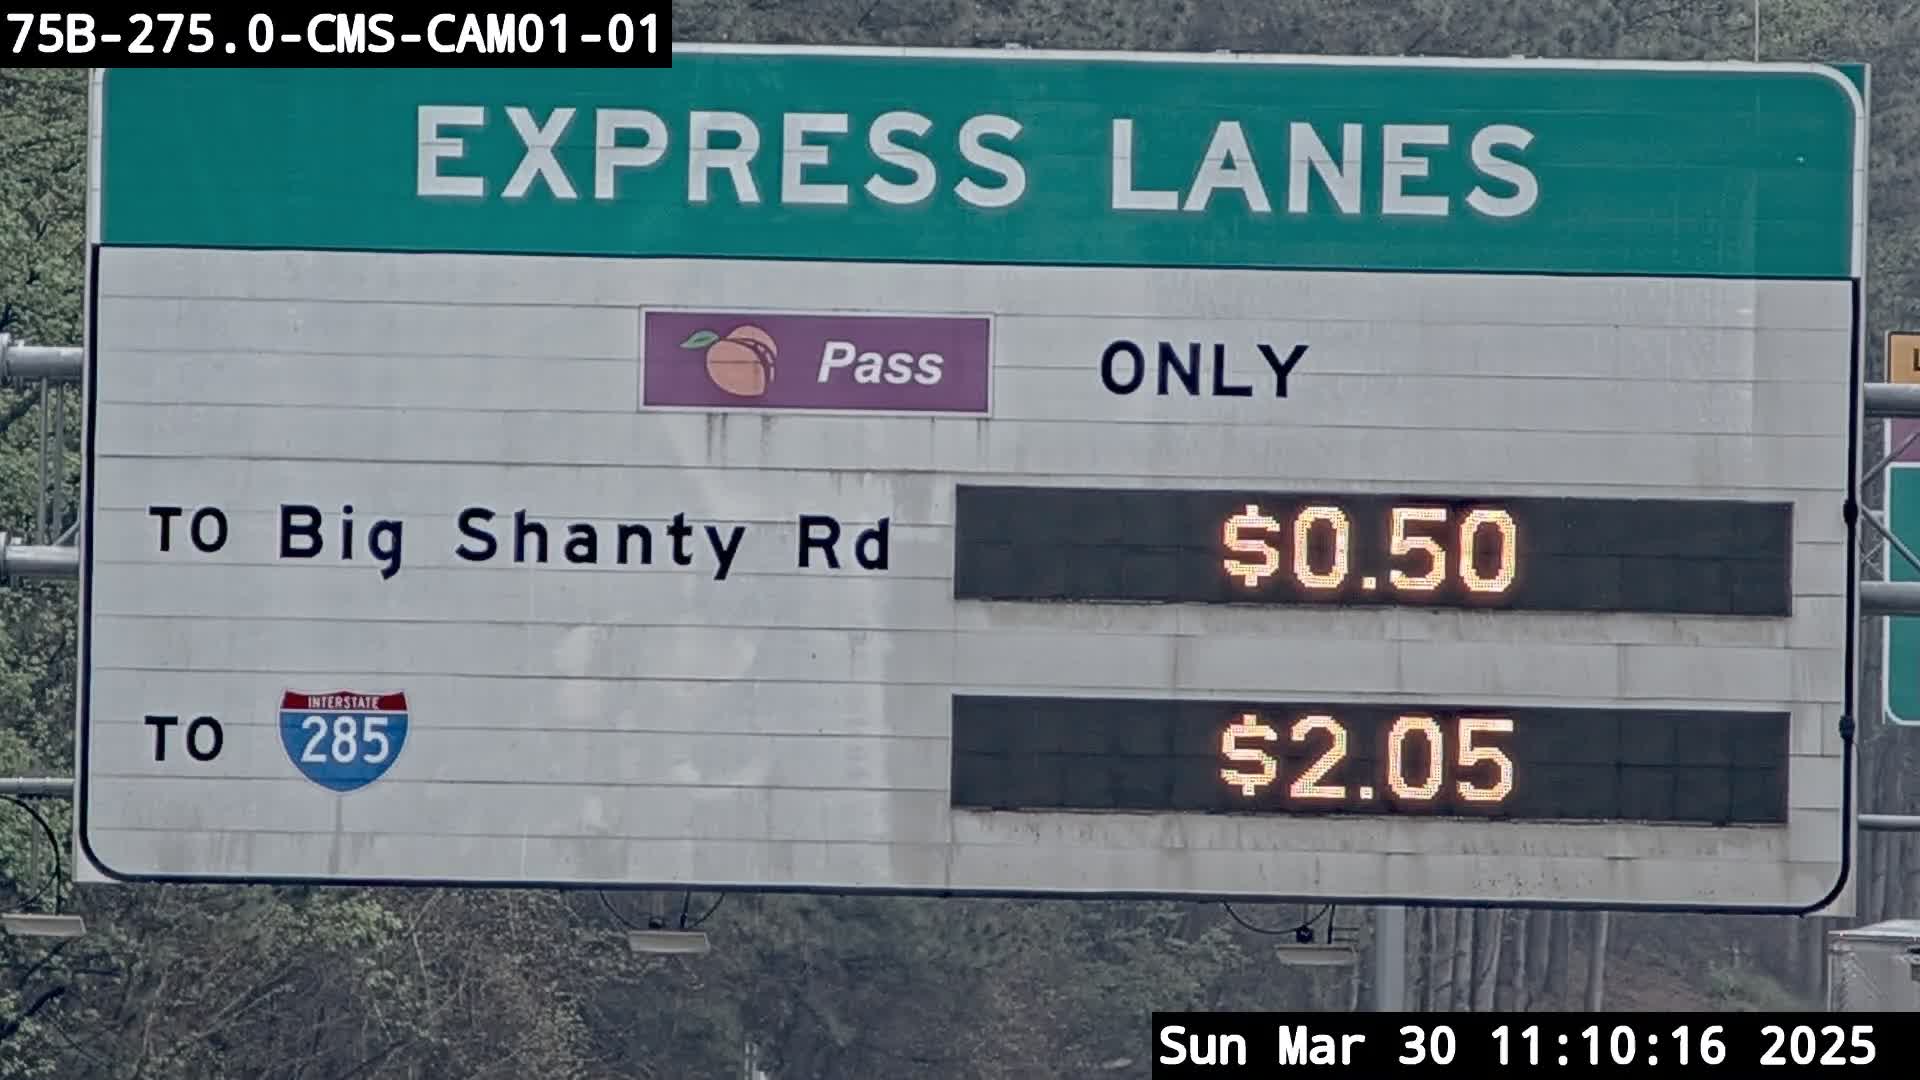 75B-275.0-CMS-CAM01-01
EXPRESS LANES
Pass ONLY
TO Big Shanty Rd $0.50
TO INTERSTATE 285 $2.05
Sun Mar 30 11:10:16 2025